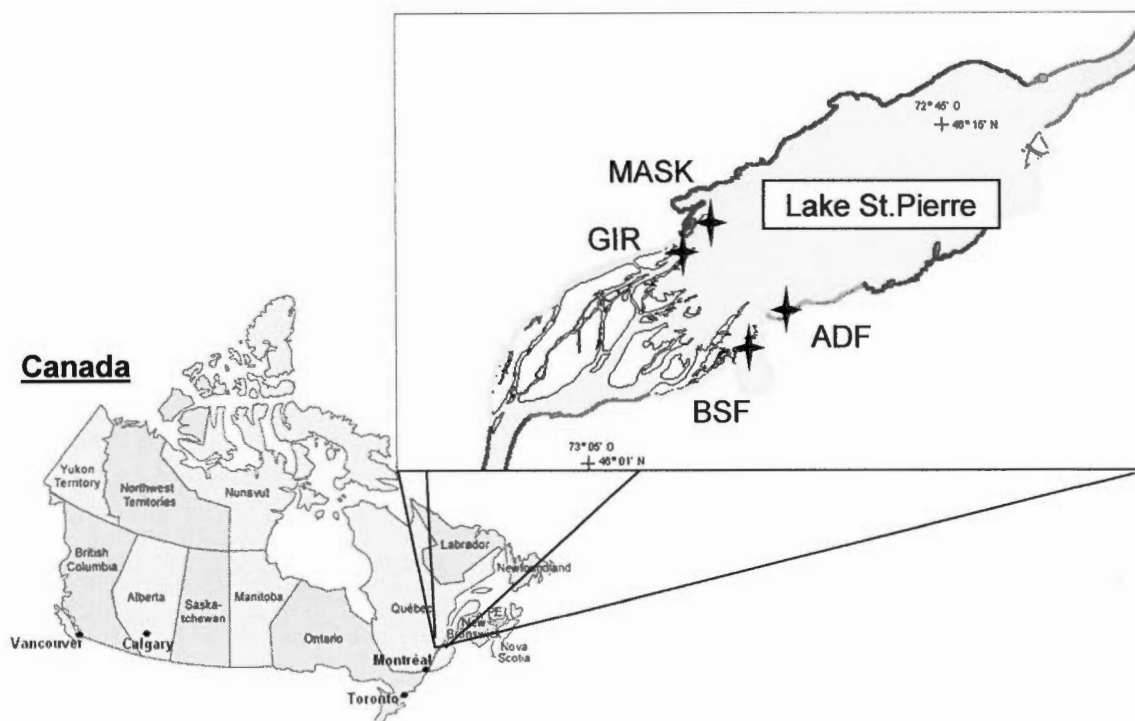 72° 45' O
46° 15' N
MASK
Lake St.Pierre
GIR
ADF
BSF
73° 05' O
46° 01' N
Canada
Yukon
Territory
Northwest
Territories
Nunavut
British
Columbia
Alberta
Saska-
tchewan
Manitoba
Ontario
Québec
Labrador
Newfoundland
PEI
New
Brunswick
Nova
Scotia
Vancouver
Calgary
Montréal
Toronto